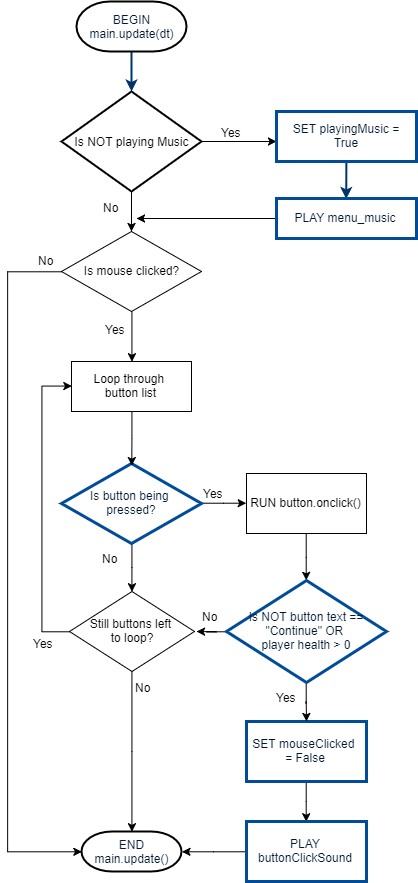 BEGIN
main.update(dt)
Is NOT playing Music
Yes
SET playingMusic =
True
No
PLAY menu_music
No
Is mouse clicked?
Yes
Loop through
button list
Is button being
pressed?
Yes
RUN button.onclick()
No
Is NOT button text ==
"Continue" OR
player health > 0
No
Still buttons left
to loop?
Yes
No
Yes
SET mouseClicked
= False
END
main.update()
PLAY
buttonClickSound